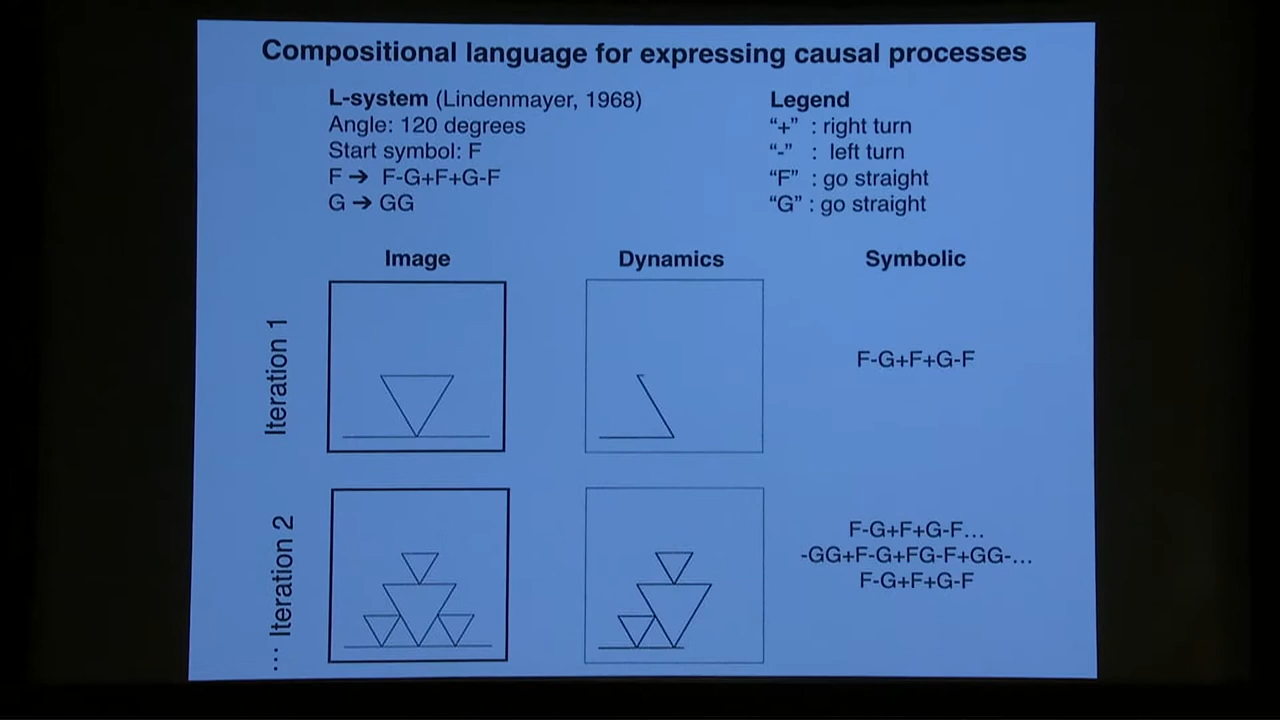 Compositional language for expressing causal processes
L-system (Lindenmayer, 1968)
Angle: 120 degrees
Start symbol: F
F ➔ F-G+F+G-F
G ➔ GG
Legend
“+” : right turn
“-” : left turn
“F” : go straight
“G” : go straight
Image
Dynamics
Symbolic
Iteration 1
F-G+F+G-F
... Iteration 2
F-G+F+G-F...
-GG+F-G+FG-F+GG-...
F-G+F+G-F